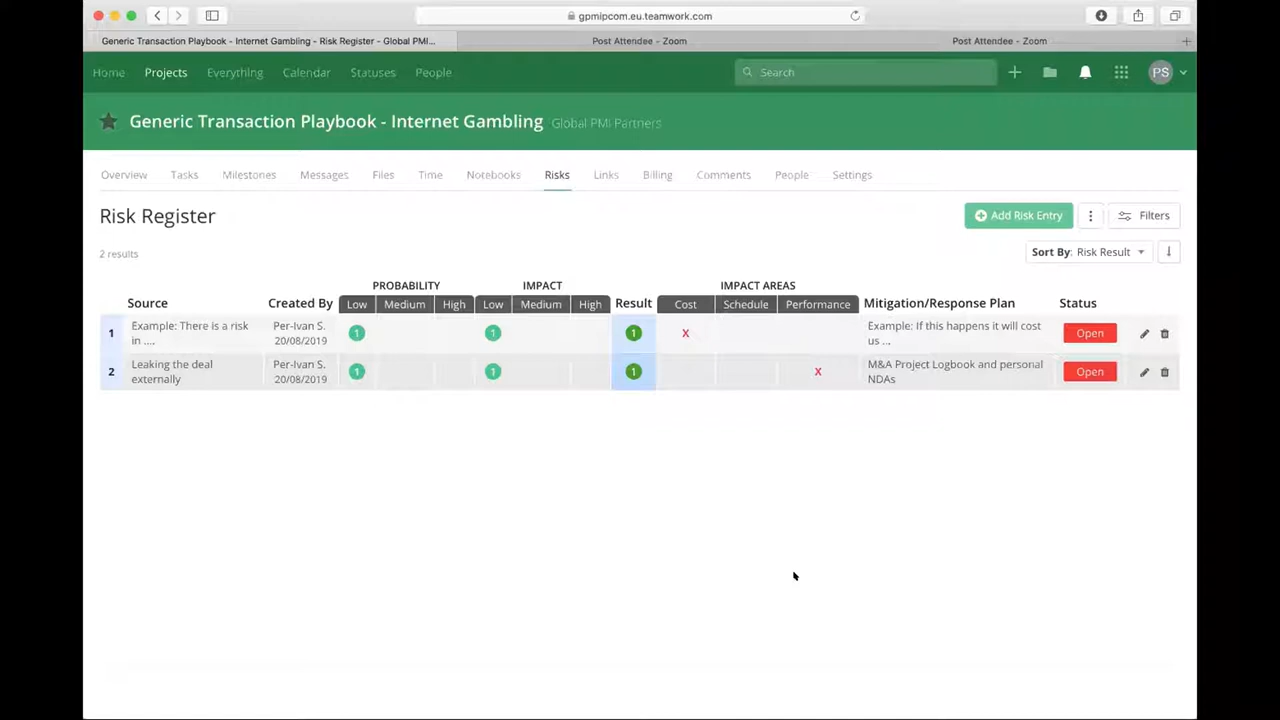 gpmipcom.eu.teamwork.com
Generic Transaction Playbook - Internet Gambling - Risk Register - Global PMI...
Post Attendee - Zoom
Post Attendee - Zoom
Home Projects Everything Calendar Statuses People
Search
PS
Generic Transaction Playbook - Internet Gambling Global PMI Partners
Overview Tasks Milestones Messages Files Time Notebooks Risks Links Billing Comments People Settings
Risk Register
Add Risk Entry
Filters
2 results
Sort By: Risk Result
PROBABILITY IMPACT IMPACT AREAS
Source Created By Low Medium High Low Medium High Result Cost Schedule Performance Mitigation/Response Plan Status
1 Example: There is a risk in .... Per-Ivan S. 20/08/2019 1 1 1 X Example: If this happens it will cost us ... Open
2 Leaking the deal externally Per-Ivan S. 20/08/2019 1 1 1 X M&A Project Logbook and personal NDAs Open